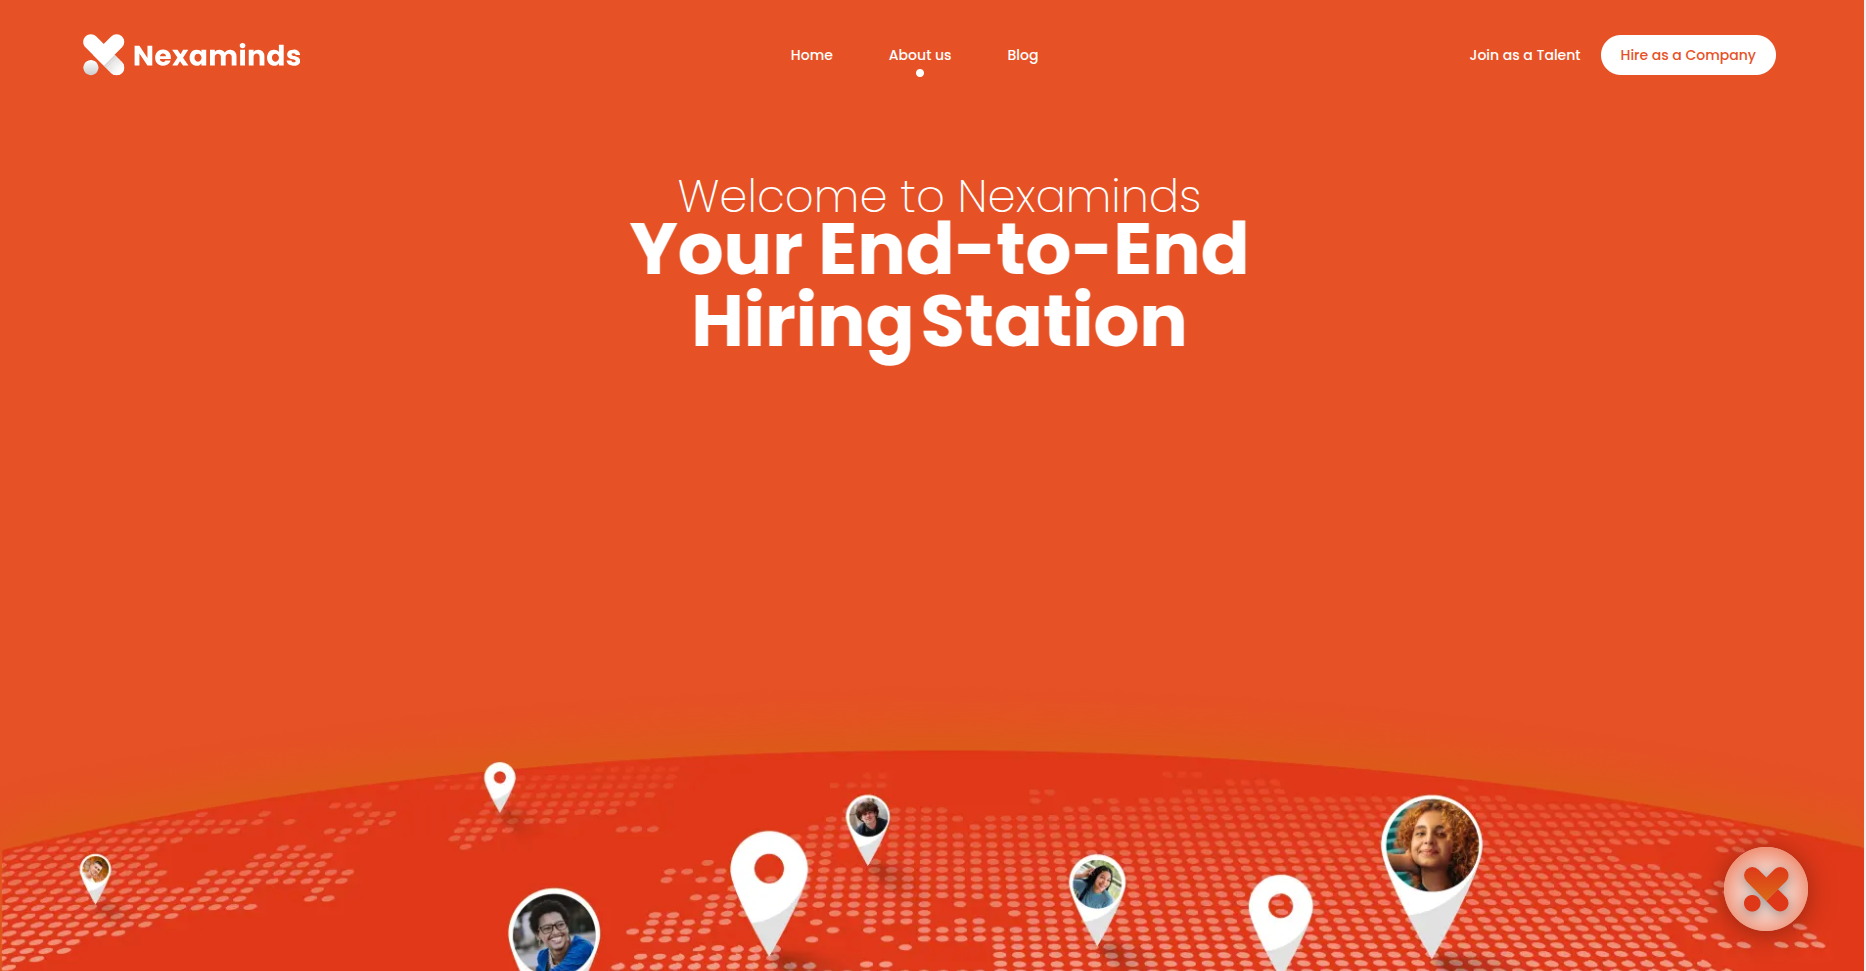 Nexaminds
Home
About us
Blog
Join as a Talent
Hire as a Company
Welcome to Nexaminds
Your End-to-End
Hiring Station